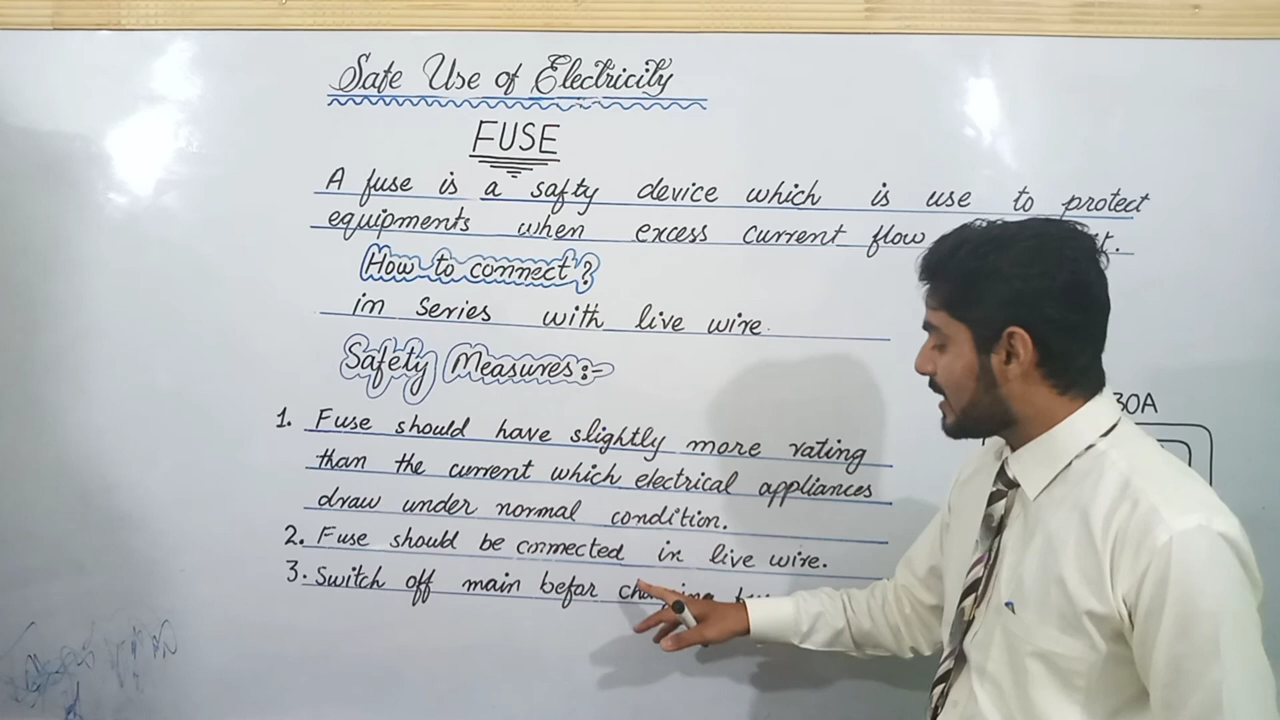 Safe Use of Electricity
FUSE
A fuse is a safty device which is use to protect
equipments when excess current flow
How to connect?
in series with live wire.
Safety Measures:-
30A
1. Fuse should have slightly more rating
than the current which electrical appliances
draw under normal condition.
2. Fuse should be connected in live wire.
3. Switch off main befor